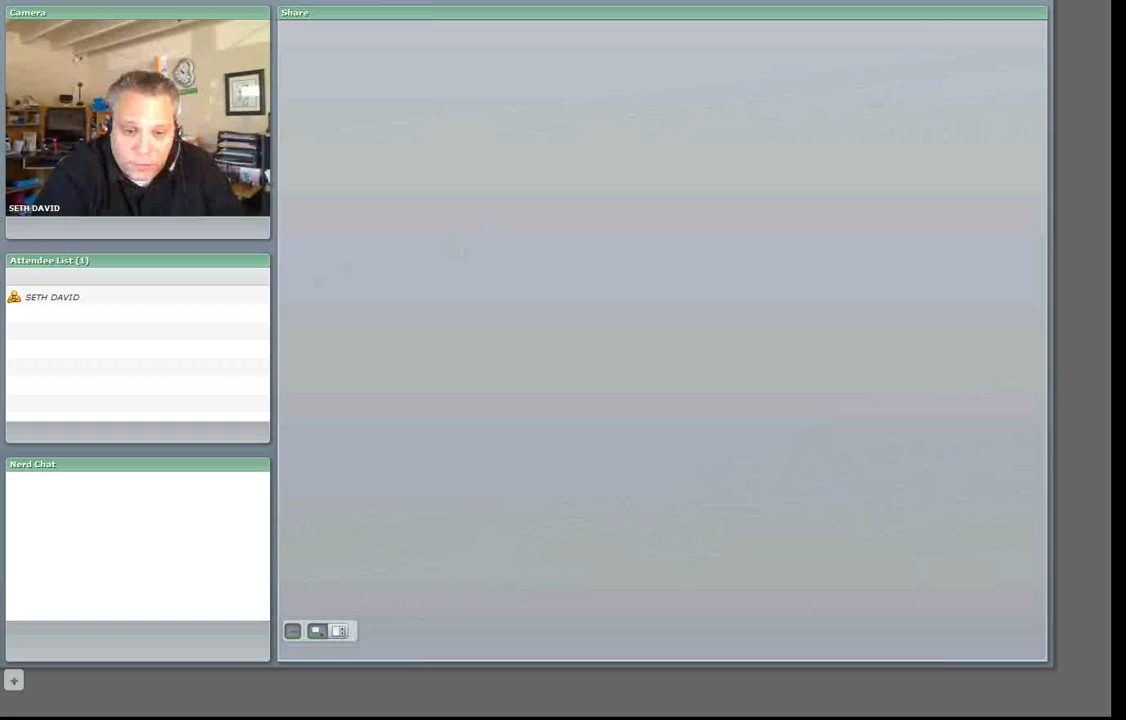 Camera
SETH DAVID
Attendee List (1)
SETH DAVID
Nerd Chat
Share